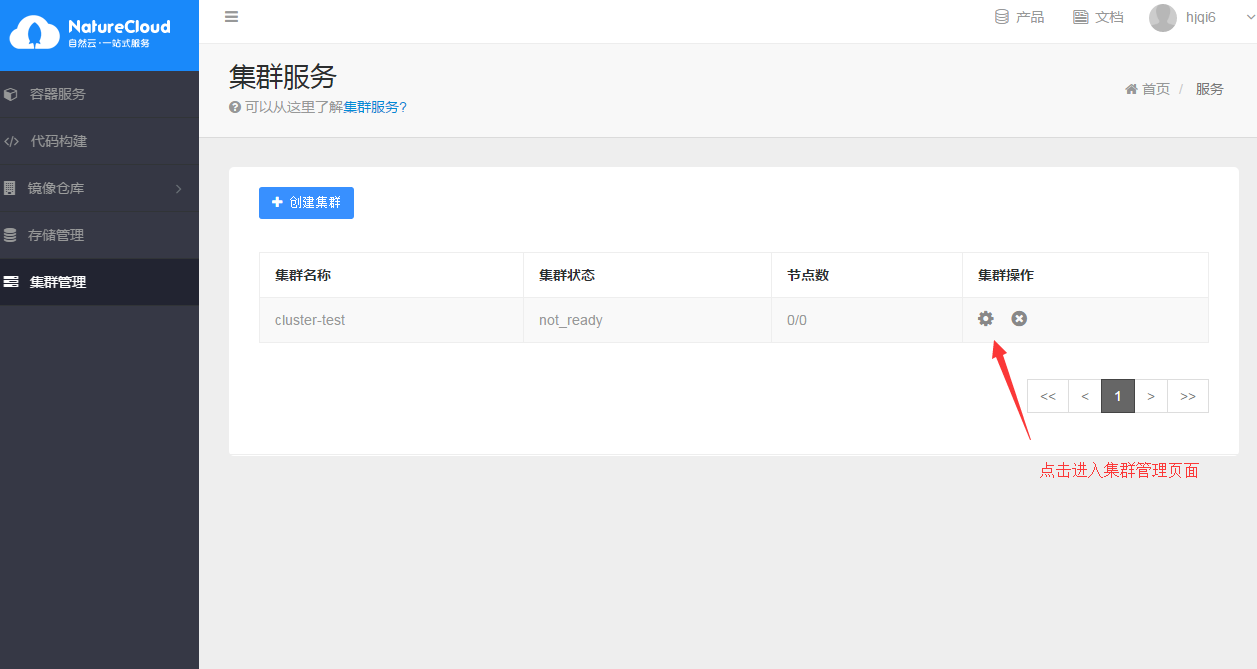 NatureCloud
自然云·一站式服务
产品
文档
hjqi6
容器服务
代码构建
镜像仓库
存储管理
集群管理
集群服务
可以从这里了解集群服务?
首页 / 服务
创建集群
集群名称 集群状态 节点数 集群操作
cluster-test not_ready 0/0
<< < 1 > >>
点击进入集群管理页面